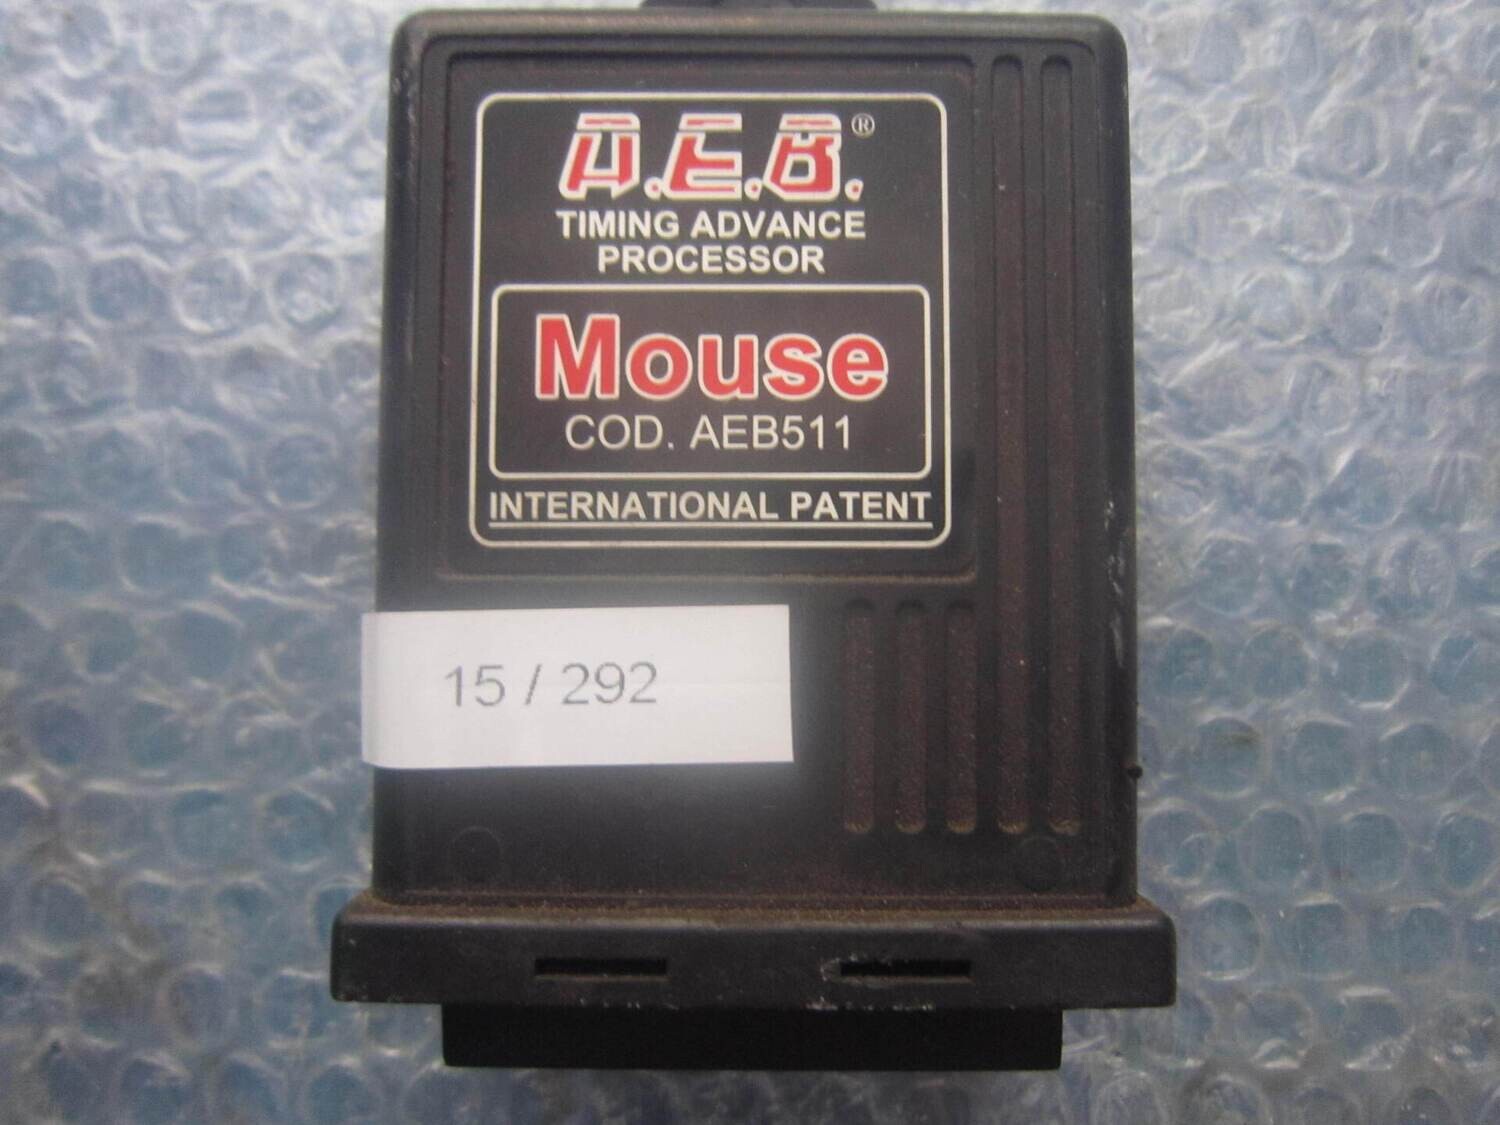 A.E.B.®
TIMING ADVANCE
PROCESSOR
Mouse
COD. AEB511
INTERNATIONAL PATENT
15 / 292